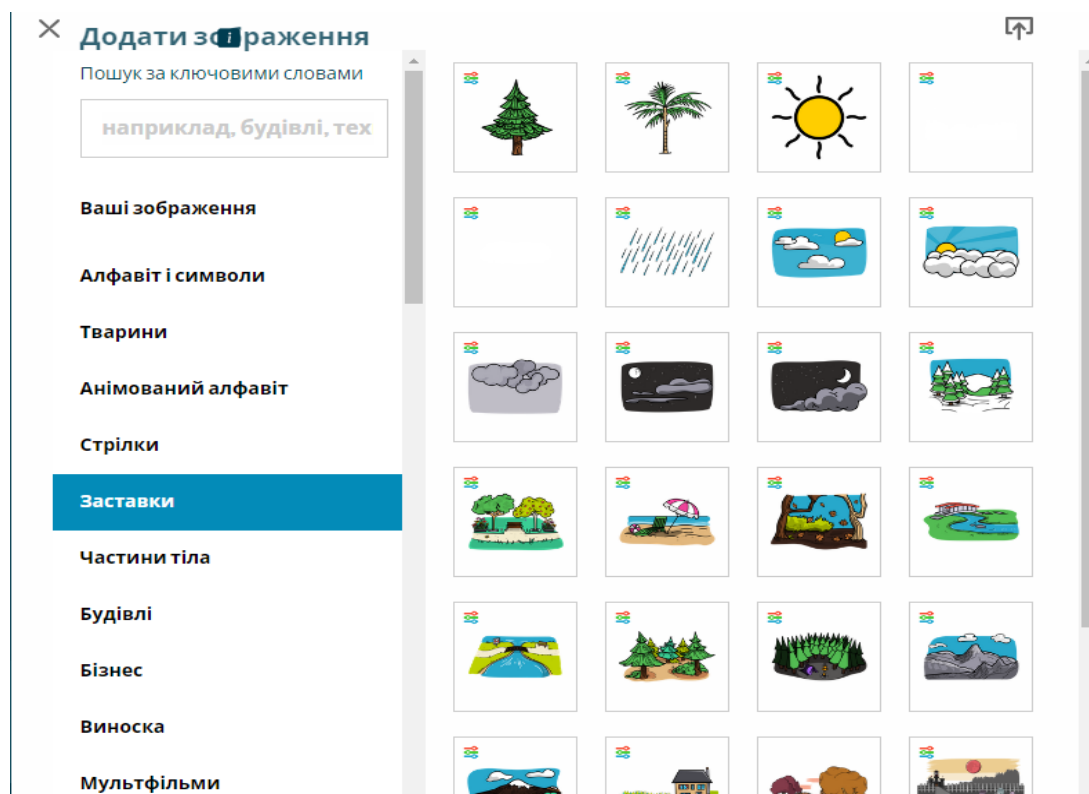 Додати зображення
Пошук за ключовими словами
наприклад, будівлі, тех
Ваші зображення
Алфавіт і символи
Тварини
Анімований алфавіт
Стрілки
Заставки
Частини тіла
Будівлі
Бізнес
Виноска
Мультфільми